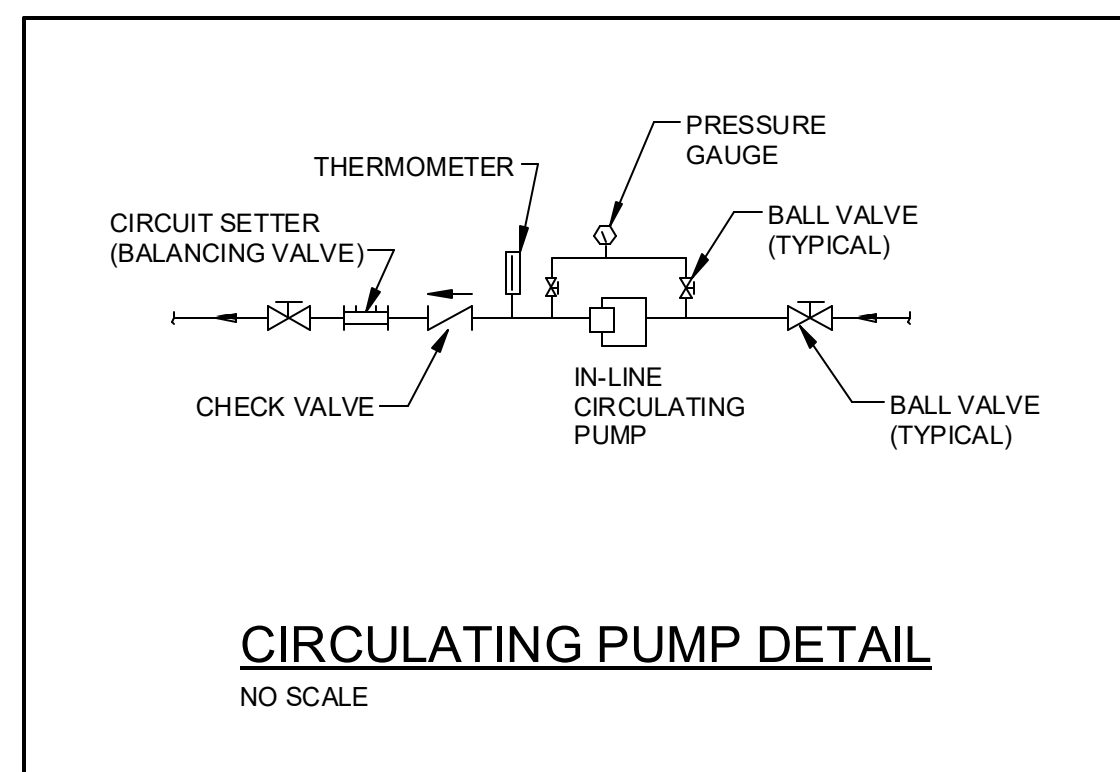 PRESSURE
GAUGE
THERMOMETER
CIRCUIT SETTER
(BALANCING VALVE)
BALL VALVE
(TYPICAL)
CHECK VALVE
IN-LINE
CIRCULATING
PUMP
BALL VALVE
(TYPICAL)
CIRCULATING PUMP DETAIL
NO SCALE